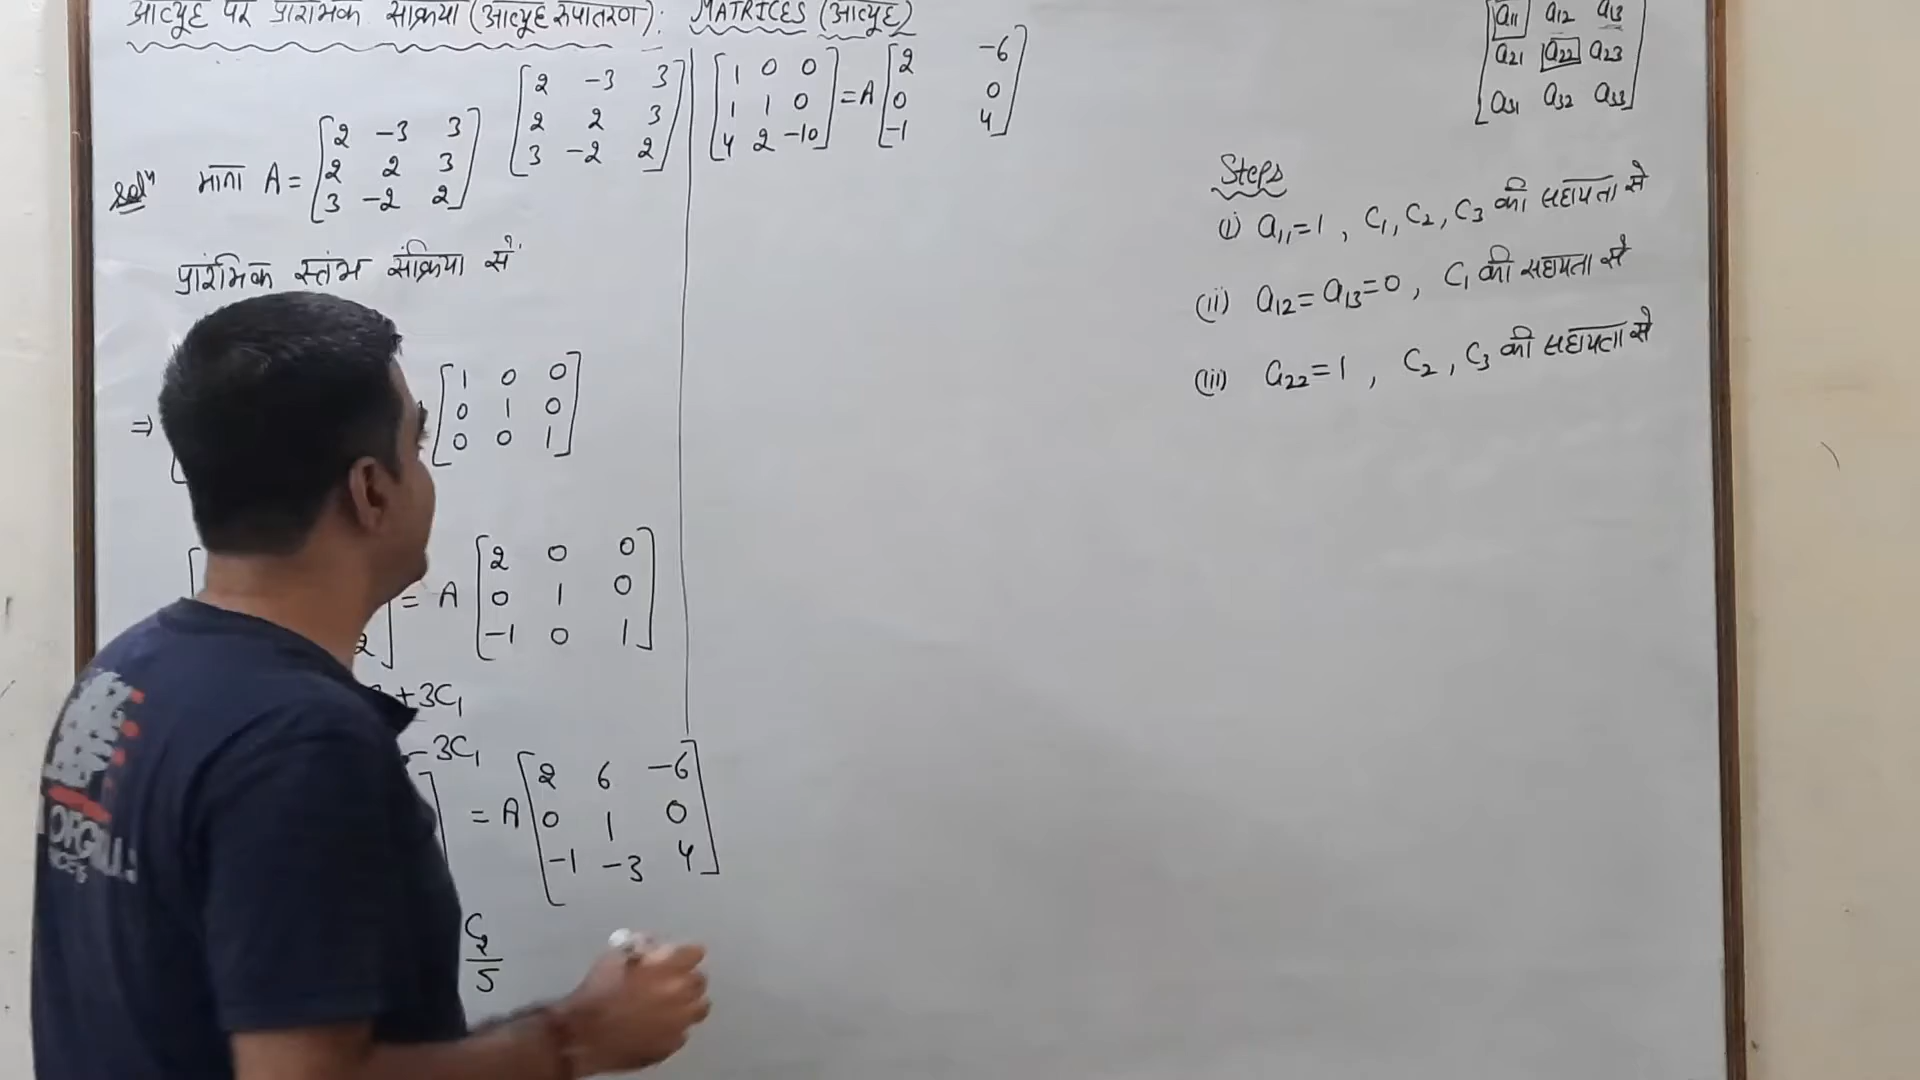 आव्यूह पर प्रारंभिक संक्रिया (आव्यूह रूपांतरण): MATRICES (आव्यूह)
[2 -3 3
2 2 3
3 -2 2]
Solⁿ माना A = [2 -3 3
2 2 3
3 -2 2]
प्रारंभिक स्तंभ संक्रिया से
⇒ [1 0 0
0 1 0
0 0 1]
2] = A [2 0 0
0 1 0
-1 0 1]
+3C₁
-3C₁
= A [2 6 -6
0 1 0
-1 -3 4]
C₂/5
[1 0 0
1 1 0
4 2 -10] = A [2 -6
0 0
-1 4]
[a11 a12 a13
a21 a22 a23
a31 a32 a33]
Steps
(i) a11=1, C1, C2, C3 की सहायता से
(ii) a12=a13=0, C1 की सहायता से
(iii) a22=1, C2, C3 की सहायता से